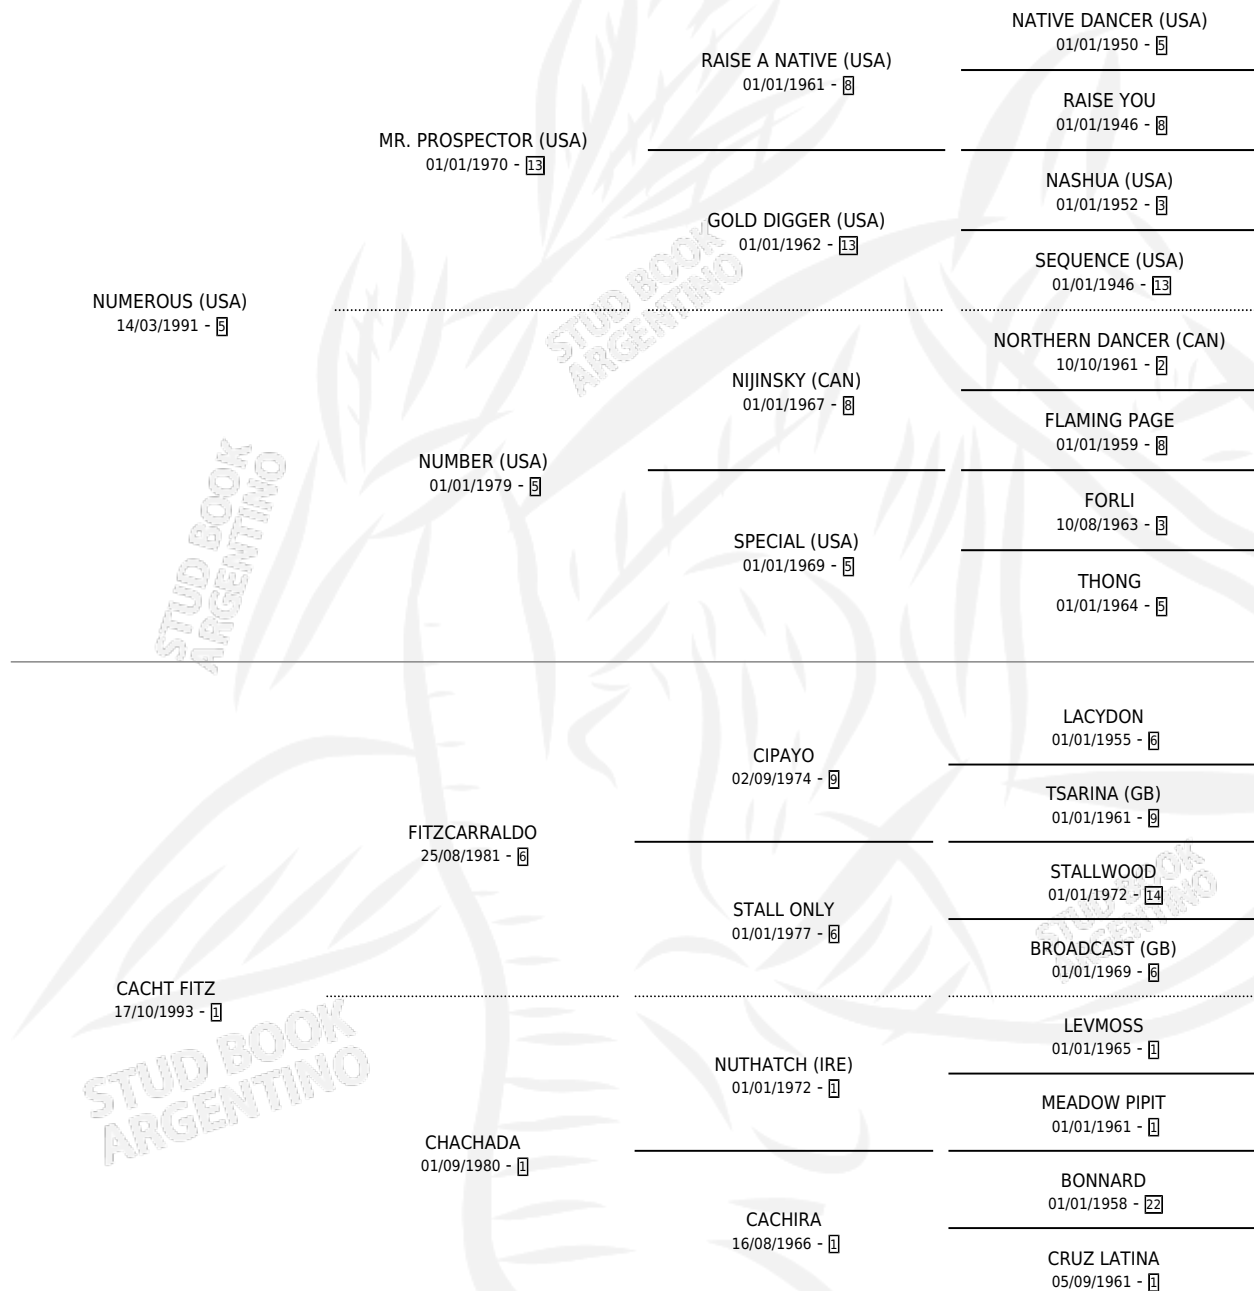 NATIVE DANCER (USA)
01/01/1950 - 5
RAISE A NATIVE (USA)
01/01/1961 - 8
RAISE YOU
01/01/1946 - 8
MR. PROSPECTOR (USA)
01/01/1970 - 13
NASHUA (USA)
01/01/1952 - 3
GOLD DIGGER (USA)
01/01/1962 - 13
SEQUENCE (USA)
01/01/1946 - 13
NUMEROUS (USA)
14/03/1991 - 5
STUD BOOK
ARGENTINO
NORTHERN DANCER (CAN)
10/10/1961 - 2
NIJINSKY (CAN)
01/01/1967 - 8
FLAMING PAGE
01/01/1959 - 8
NUMBER (USA)
01/01/1979 - 5
FORLI
10/08/1963 - 3
SPECIAL (USA)
01/01/1969 - 5
THONG
01/01/1964 - 5
STUD BOOK
ARGENTINO
LACYDON
01/01/1955 - 6
CIPAYO
02/09/1974 - 9
TSARINA (GB)
01/01/1961 - 9
FITZCARRALDO
25/08/1981 - 6
STALLWOOD
01/01/1972 - 14
STALL ONLY
01/01/1977 - 6
BROADCAST (GB)
01/01/1969 - 6
STUD BOOK
ARGENTINO
CACHT FITZ
17/10/1993 - 1
LEVMOSS
01/01/1965 - 1
NUTHATCH (IRE)
01/01/1972 - 1
MEADOW PIPIT
01/01/1961 - 1
STUD BOOK
ARGENTINO
CHACHADA
01/09/1980 - 1
BONNARD
01/01/1958 - 22
CACHIRA
16/08/1966 - 1
CRUZ LATINA
05/09/1961 - 1